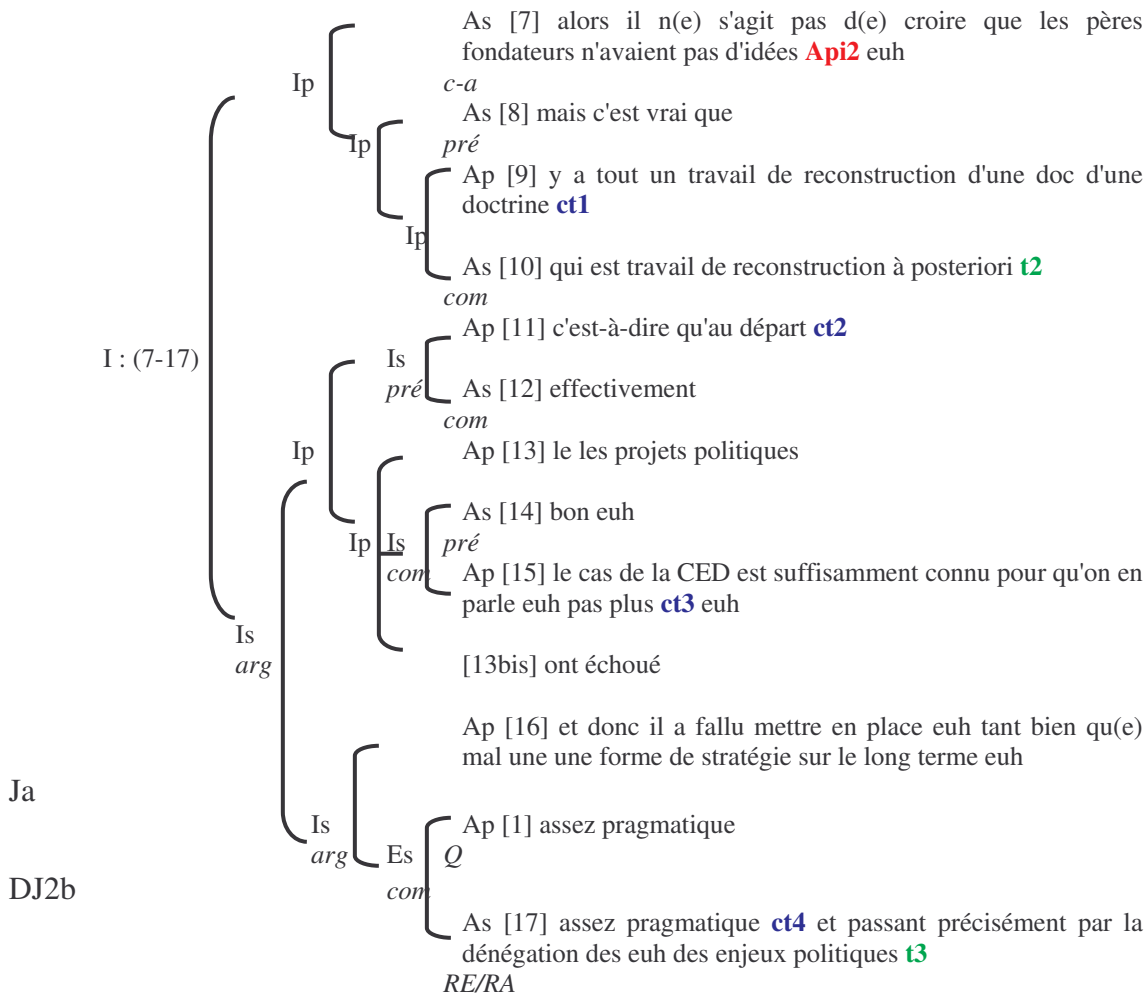 As [7] alors il n(e) s'agit pas d(e) croire que les pères
fondateurs n'avaient pas d'idées Api2 euh
Ip
c-a
As [8] mais c'est vrai que
Ip
pré
Ap [9] y a tout un travail de reconstruction d'une doc d'une
doctrine ct1
Ip
As [10] qui est travail de reconstruction à posteriori t2
com
Ap [11] c'est-à-dire qu'au départ ct2
I : (7-17)
Is
pré
As [12] effectivement
com
Ip
Ap [13] le les projets politiques
As [14] bon euh
Ip
Is
pré
com
Ap [15] le cas de la CED est suffisamment connu pour qu'on en
parle euh pas plus ct3 euh
Is
arg
[13bis] ont échoué
Ap [16] et donc il a fallu mettre en place euh tant bien qu(e)
mal une une forme de stratégie sur le long terme euh
Ja
Is
Ap [1] assez pragmatique
arg
Es
Q
DJ2b
com
As [17] assez pragmatique ct4 et passant précisément par la
dénégation des euh des enjeux politiques t3
RE/RA